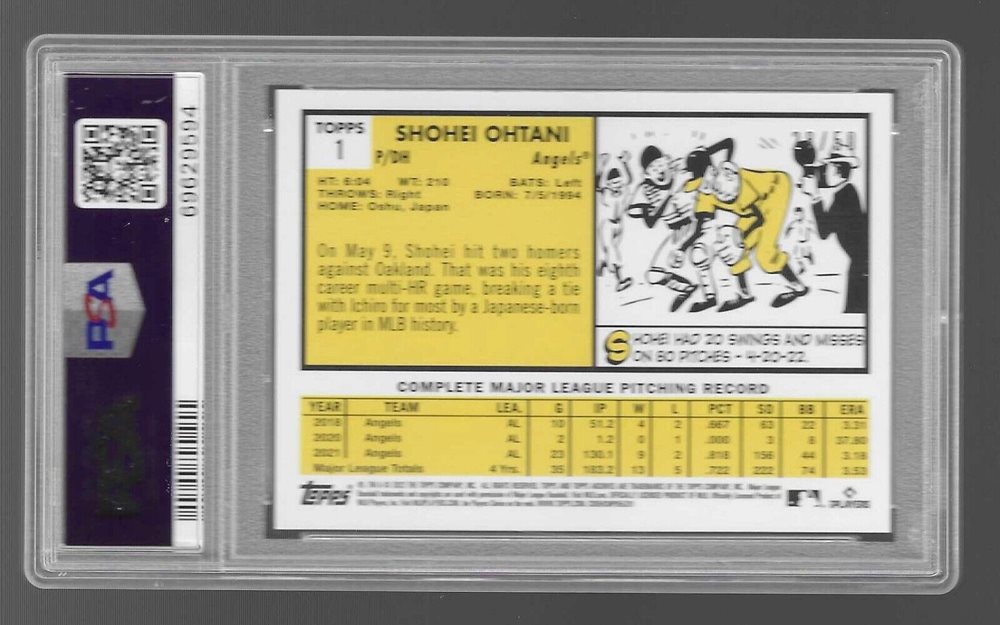 69629594
PSA
TOPPS
1
SHOHEI OHTANI
P/DH Angels®
HT: 6:04 WT: 210 BATS: Left
THROWS: Right BORN: 7/5/1994
HOME: Oshu, Japan
On May 9, Shohei hit two homers
against Oakland. That was his eighth
career multi-HR game, breaking a tie
with Ichiro for most by a Japanese-born
player in MLB history.
SHOHEI HAD 20 SWINGS AND MISSES
ON 80 PITCHES - 4-20-22.
COMPLETE MAJOR LEAGUE PITCHING RECORD
YEAR TEAM LEA. G IP W L PCT SO BB ERA
2018 Angels AL 10 51.2 4 2 .667 63 22 3.31
2020 Angels AL 2 1.2 0 1 .000 3 8 37.80
2021 Angels AL 23 130.1 9 2 .818 156 44 3.18
Major League Totals 4 Yrs. 35 183.2 13 5 .722 222 74 3.53
TOPPS
PLAYERS